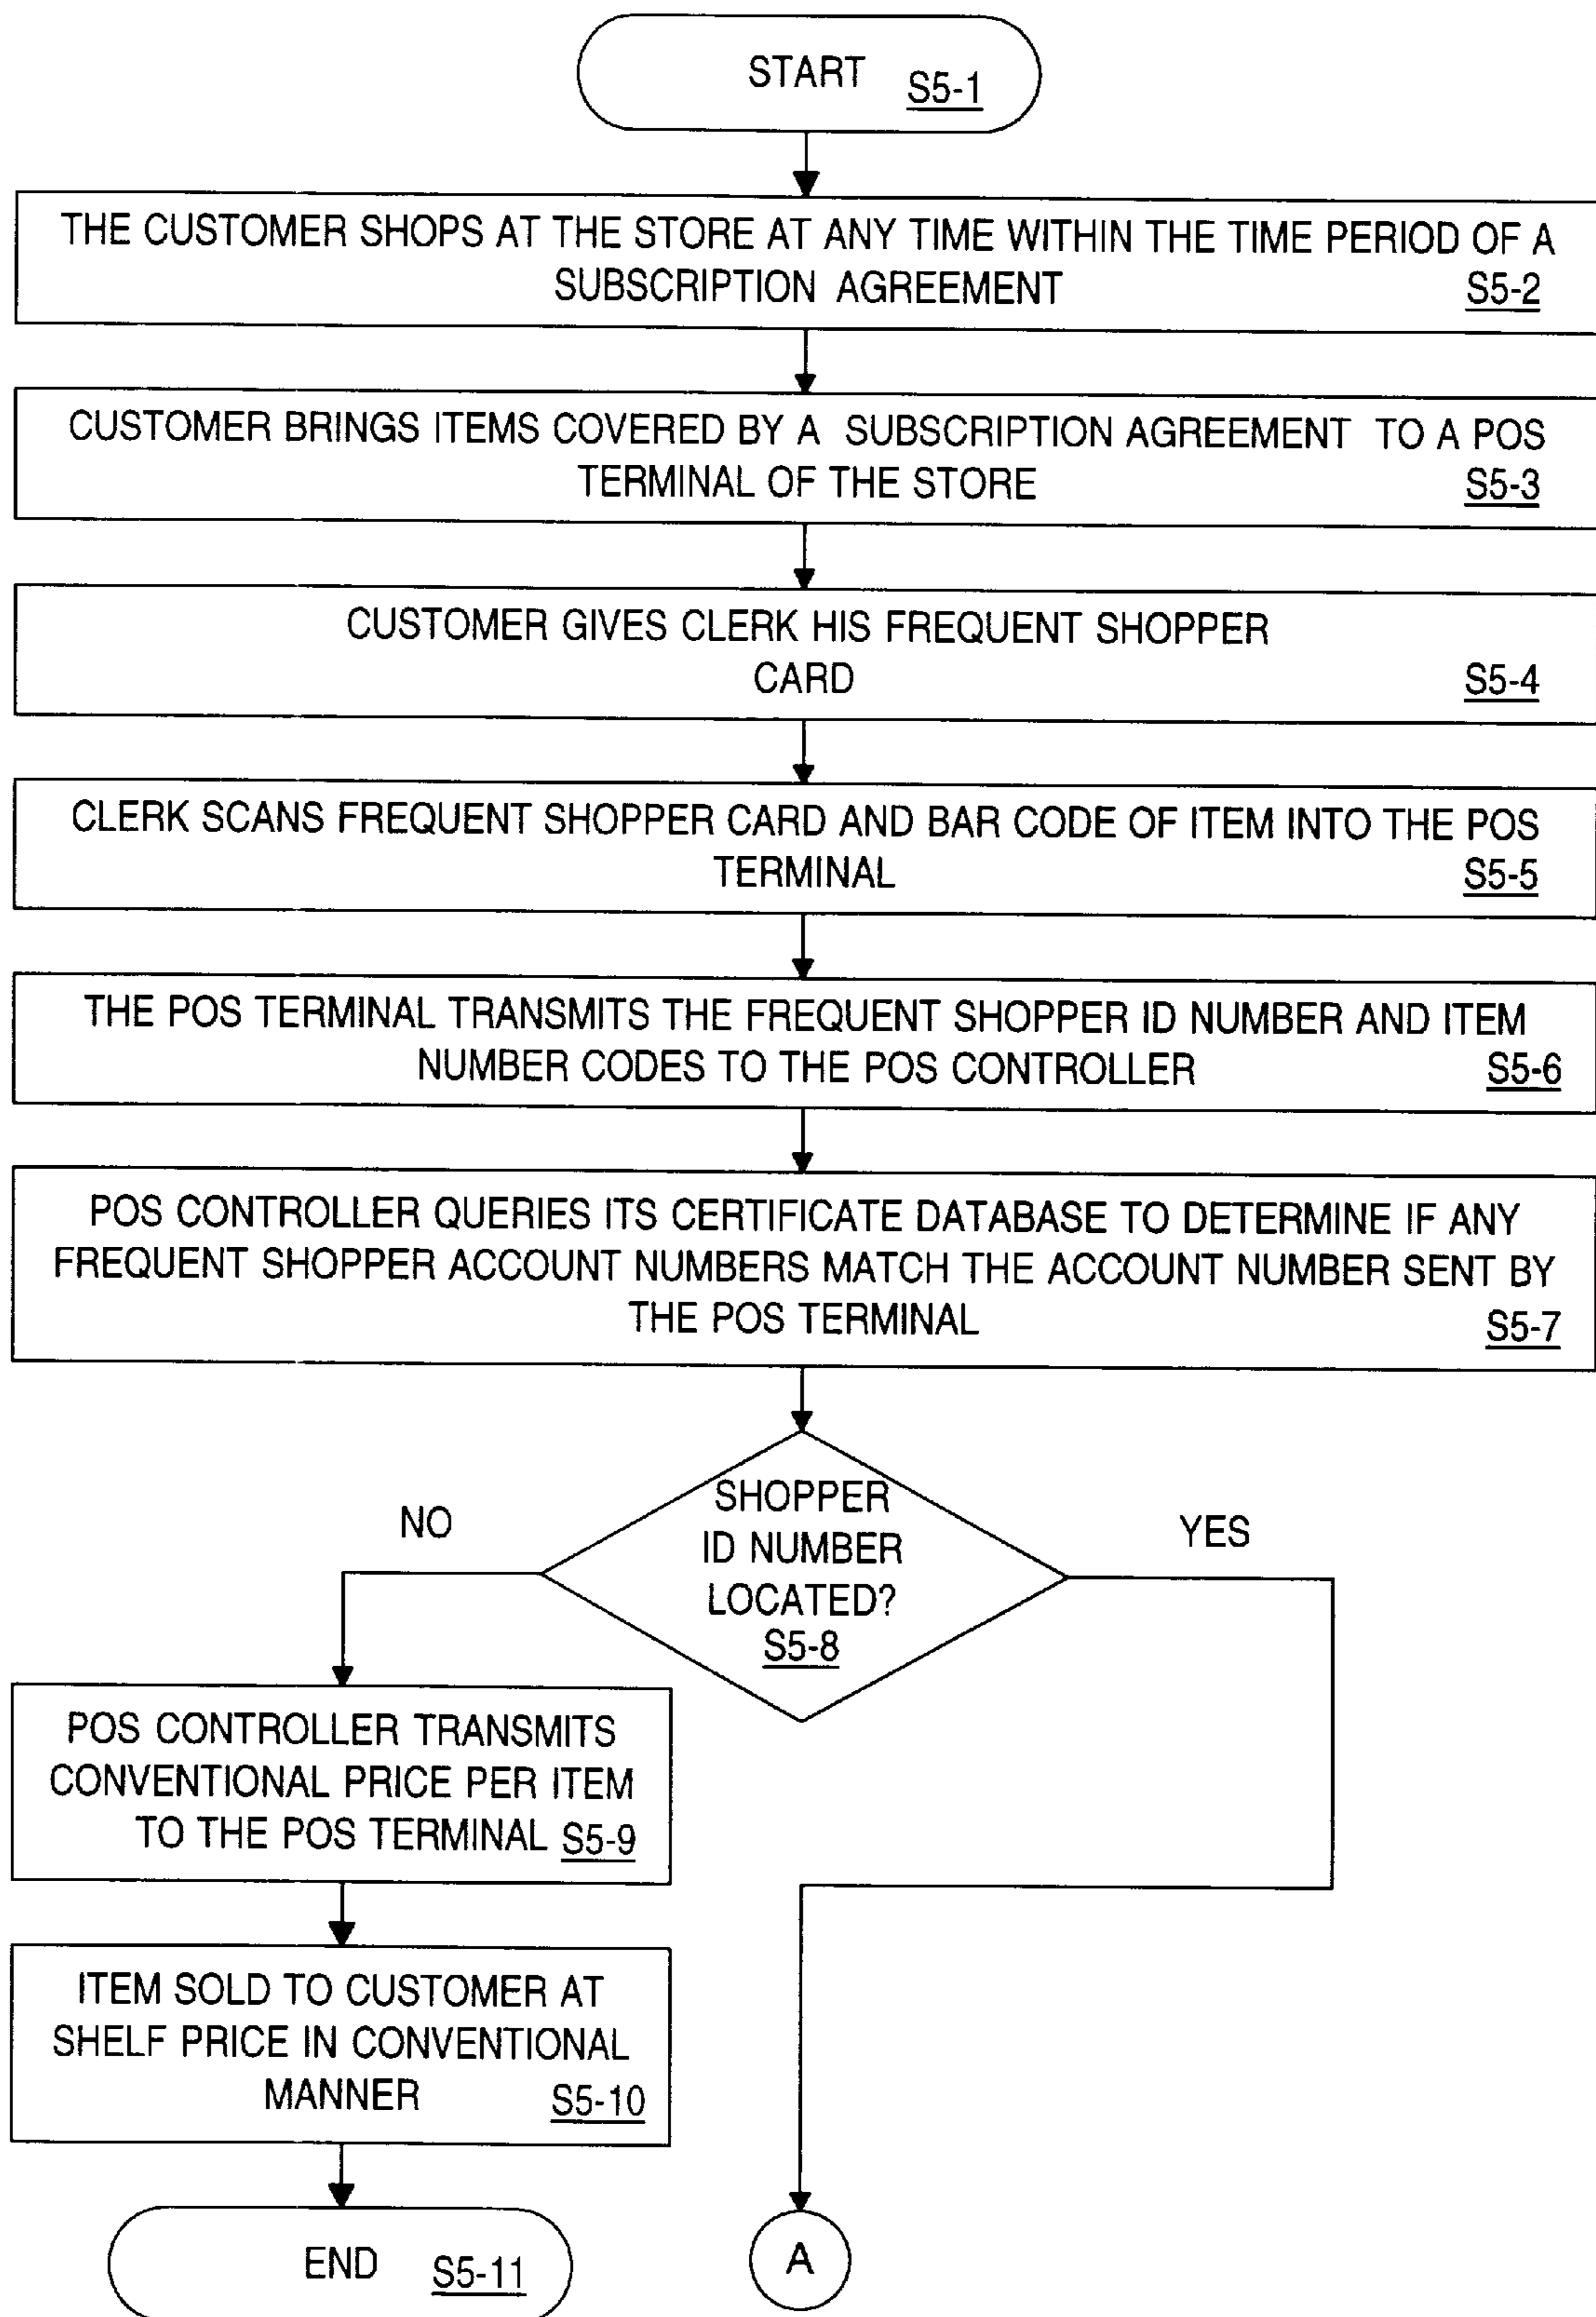 START S5-1
THE CUSTOMER SHOPS AT THE STORE AT ANY TIME WITHIN THE TIME PERIOD OF A
SUBSCRIPTION AGREEMENT S5-2
CUSTOMER BRINGS ITEMS COVERED BY A SUBSCRIPTION AGREEMENT TO A POS
TERMINAL OF THE STORE S5-3
CUSTOMER GIVES CLERK HIS FREQUENT SHOPPER
CARD S5-4
CLERK SCANS FREQUENT SHOPPER CARD AND BAR CODE OF ITEM INTO THE POS
TERMINAL S5-5
THE POS TERMINAL TRANSMITS THE FREQUENT SHOPPER ID NUMBER AND ITEM
NUMBER CODES TO THE POS CONTROLLER S5-6
POS CONTROLLER QUERIES ITS CERTIFICATE DATABASE TO DETERMINE IF ANY
FREQUENT SHOPPER ACCOUNT NUMBERS MATCH THE ACCOUNT NUMBER SENT BY
THE POS TERMINAL S5-7
SHOPPER
ID NUMBER
LOCATED?
S5-8
NO
YES
POS CONTROLLER TRANSMITS
CONVENTIONAL PRICE PER ITEM
TO THE POS TERMINAL S5-9
ITEM SOLD TO CUSTOMER AT
SHELF PRICE IN CONVENTIONAL
MANNER S5-10
END S5-11
A